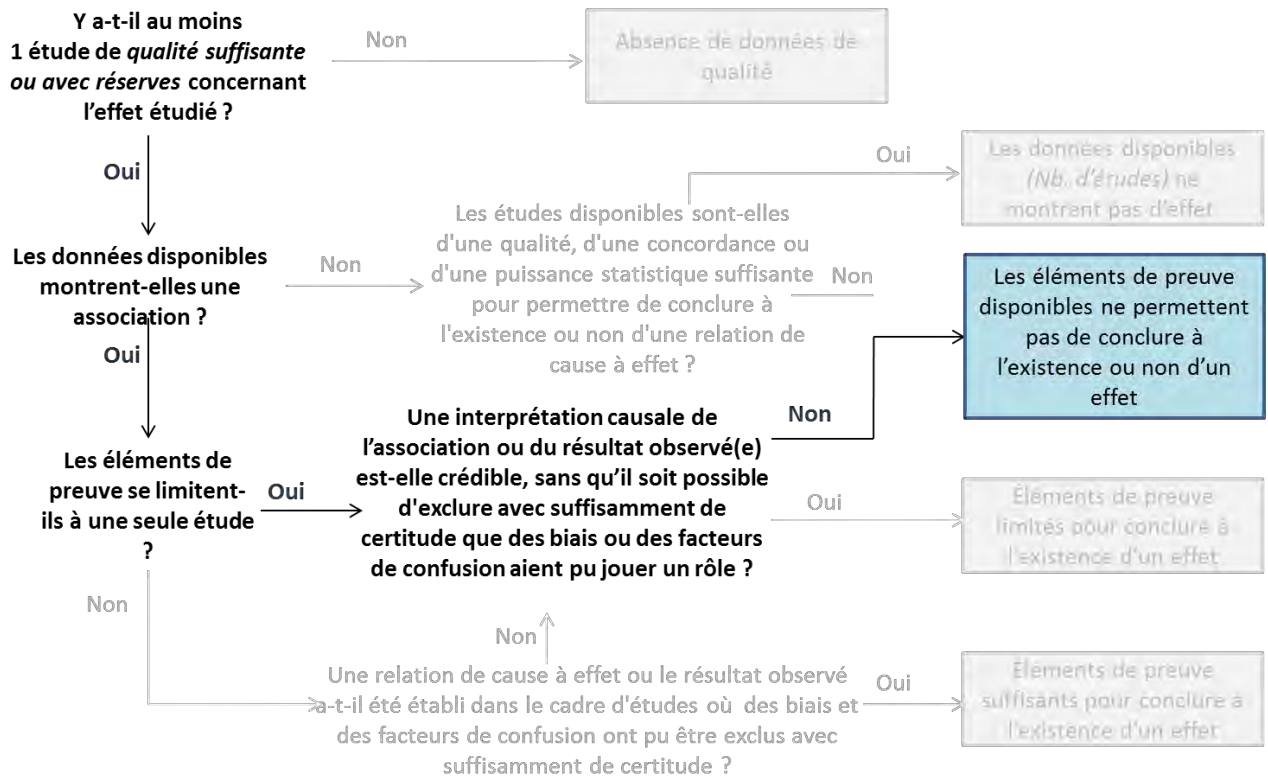 Y a-t-il au moins
1 étude de qualité suffisante
ou avec réserves concernant
l'effet étudié ?
Non
Absence de données de
qualité
Oui
Oui
Les données disponibles
(Nb. d'études) ne
montrent pas d'effet
Les études disponibles sont-elles
d'une qualité, d'une concordance ou
d'une puissance statistique suffisante
pour permettre de conclure à
l'existence ou non d'une relation de
cause à effet ?
Les données disponibles
montrent-elles une
association ?
Non
Non
Les éléments de preuve
disponibles ne permettent
pas de conclure à
l'existence ou non d'un
effet
Oui
Une interprétation causale de
l'association ou du résultat observé(e)
est-elle crédible, sans qu'il soit possible
d'exclure avec suffisamment de
certitude que des biais ou des facteurs
de confusion aient pu jouer un rôle ?
Non
Les éléments de
preuve se limitent-
ils à une seule étude
?
Oui
Oui
Eléments de preuve
limités pour conclure à
l'existence d'un effet
Non
Non
Une relation de cause à effet ou le résultat observé
a-t-il été établi dans le cadre d'études où des biais et
des facteurs de confusion ont pu être exclus avec
suffisamment de certitude ?
Oui
Eléments de preuve
suffisants pour conclure à
l'existence d'un effet